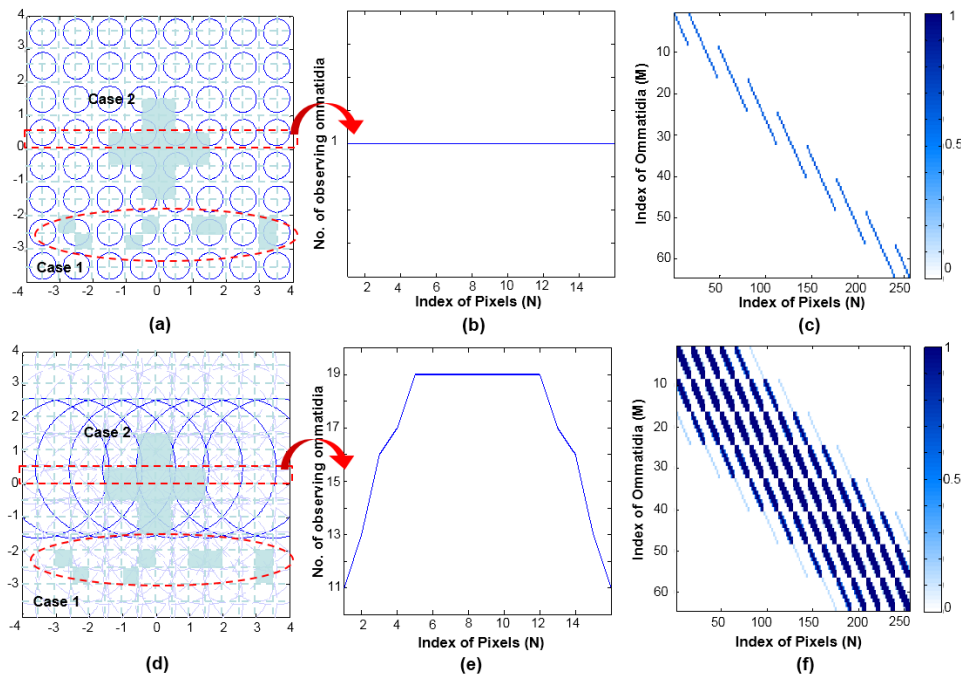 4
3
2
1
0
-1
-2
-3
-4
-4 -3 -2 -1 0 1 2 3 4
Case 2
Case 1
(a)
No. of observing ommatidia
1
2 4 6 8 10 12 14
Index of Pixels (N)
(b)
Index of Ommatidia (M)
10
20
30
40
50
60
50 100 150 200 250
Index of Pixels (N)
(c)
1
0.5
0
4
3
2
1
0
-1
-2
-3
-4 -3 -2 -1 0 1 2 3 4
Case 2
Case 1
(d)
No. of observing ommatidia
19
17
15
13
11
2 4 6 8 10 12 14
Index of Pixels (N)
(e)
Index of Ommatidia (M)
10
20
30
40
50
60
50 100 150 200 250
Index of Pixels (N)
(f)
1
0.5
0